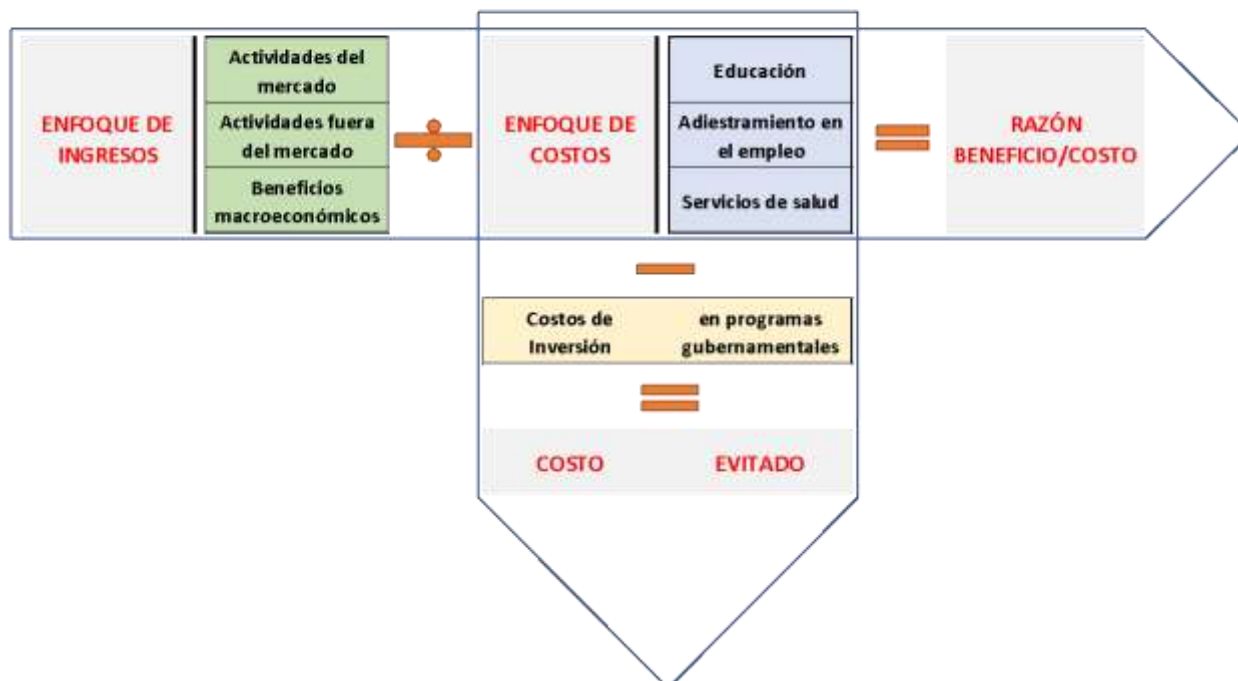 ENFOQUE DE
INGRESOS
Actividades del
mercado
Actividades fuera
del mercado
Beneficios
macroeconómicos
ENFOQUE DE
COSTOS
Educación
Adiestramiento en
el empleo
Servicios de salud
RAZÓN
BENEFICIO/COSTO
Costos de
Inversión
en programas
gubernamentales
COSTO EVITADO